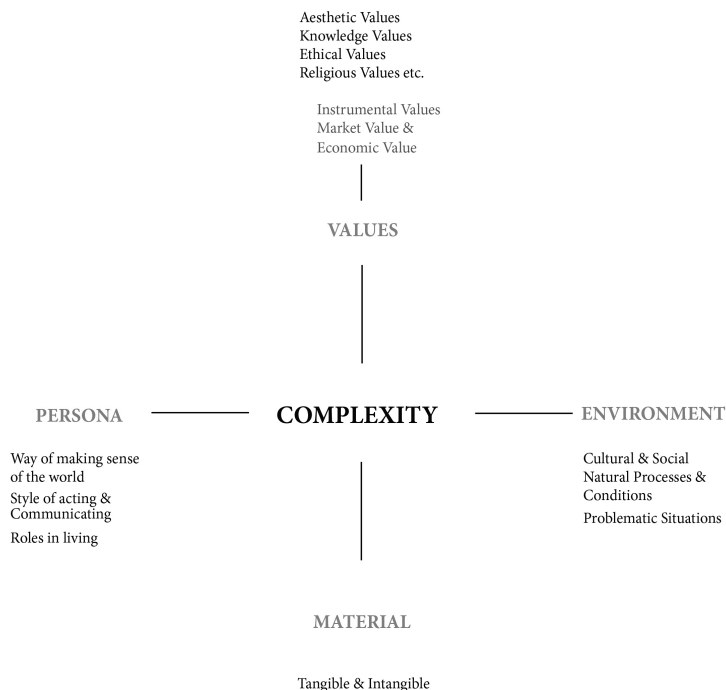 Aesthetic Values
Knowledge Values
Ethical Values
Religious Values etc.
Instrumental Values
Market Value &
Economic Value
VALUES
PERSONA
COMPLEXITY
ENVIRONMENT
Way of making sense
of the world
Style of acting &
Communicating
Roles in living
Cultural & Social
Natural Processes &
Conditions
Problematic Situations
MATERIAL
Tangible & Intangible